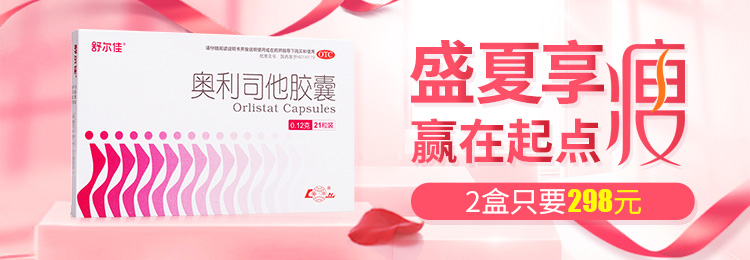 舒尔佳®
OTC
奥利司他胶囊
Orlistat Capsules
0.12克 21粒装
盛夏享瘦
赢在起点
2盒只要298元